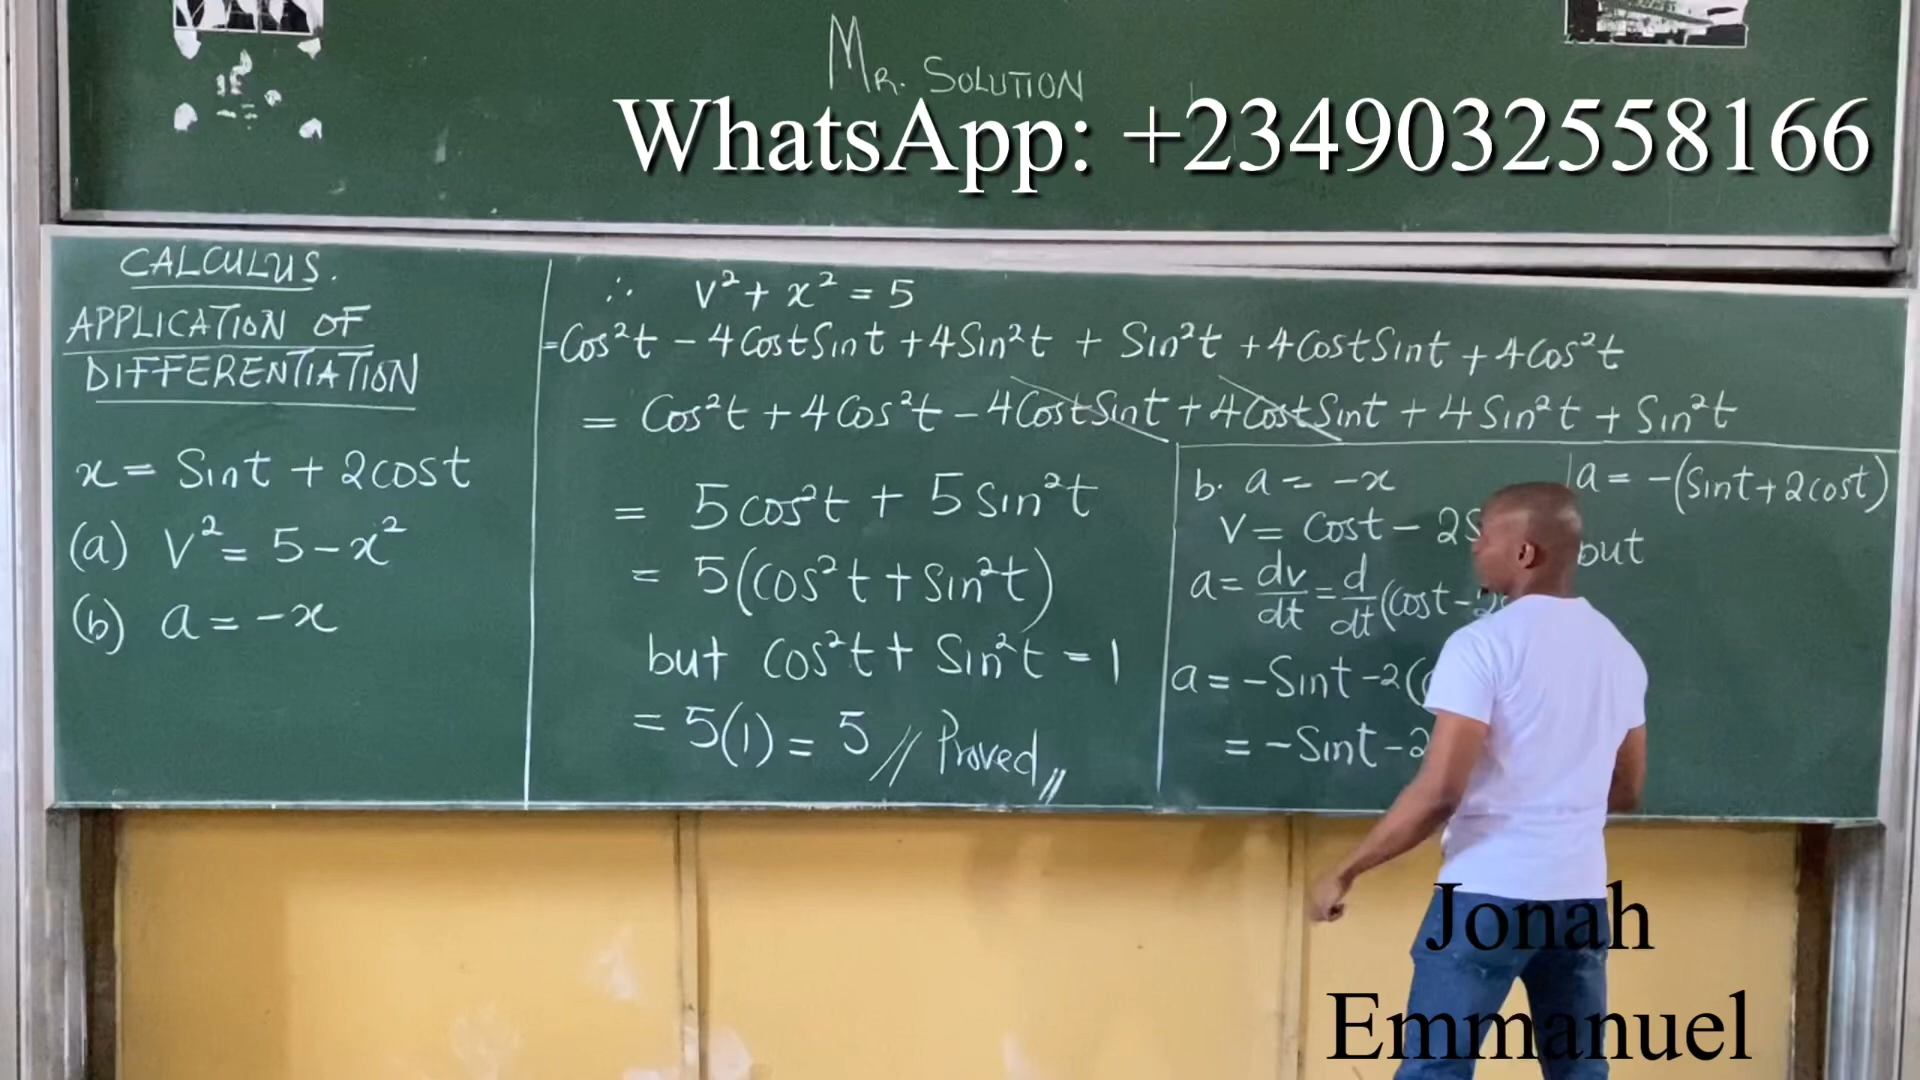 MR. SOLUTION
WhatsApp: +2349032558166
CALCULUS.
APPLICATION OF
DIFFERENTIATION
x = Sint + 2cost
(a) V² = 5 - x²
(b) a = -x
∴ V² + x² = 5
=Cos²t - 4CostSint + 4Sin²t + Sin²t + 4CostSint + 4Cos²t
= Cos²t + 4Cos²t - 4CostSint + 4CostSint + 4Sin²t + Sin²t
= 5cos²t + 5Sin²t
= 5(cos²t + Sin²t)
but cos²t + Sin²t = 1
= 5(1) = 5 // Proved //
b. a = -x
V = Cost - 2S
a = dv/dt = d/dt (Cost - 2S
a = -Sint - 2(
= -Sint - 2
a = -(Sint + 2cost)
but
Jonah
Emmanuel